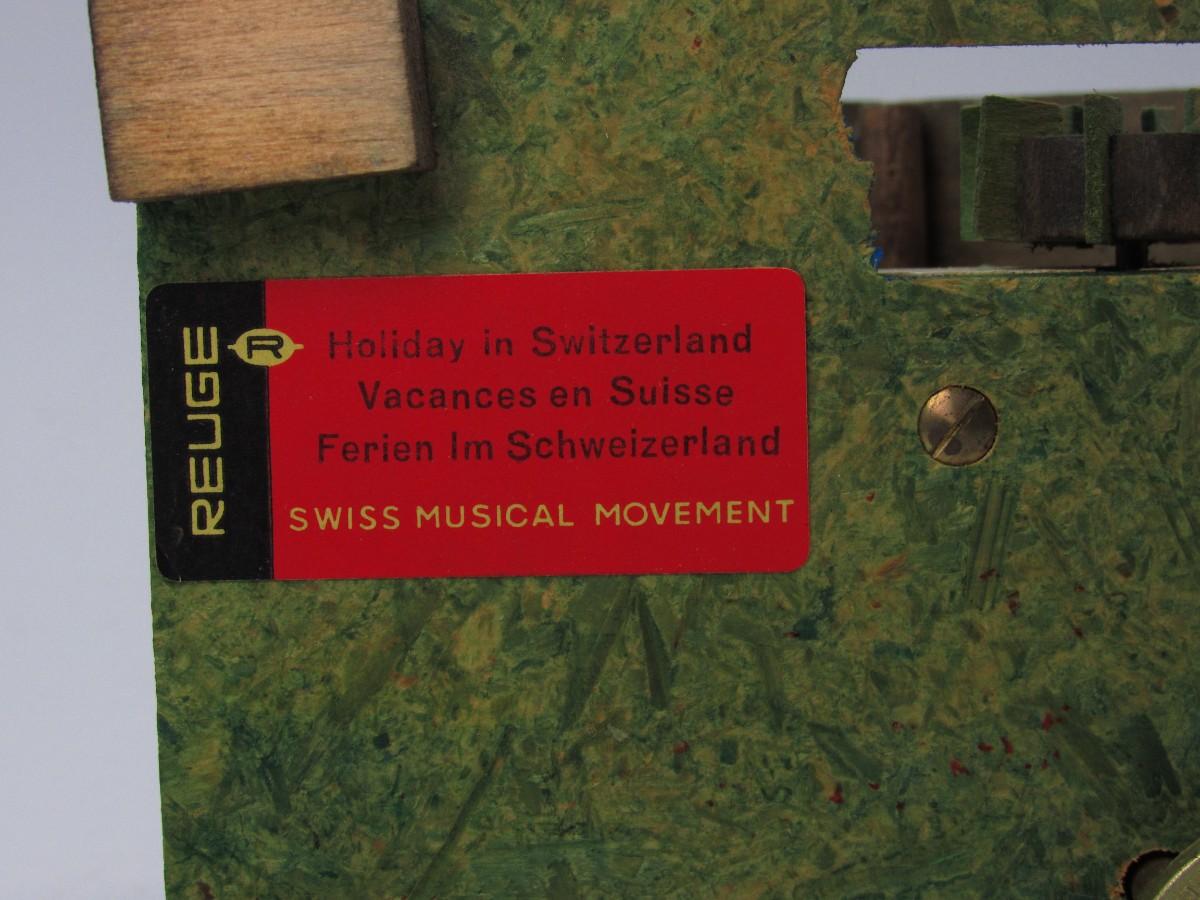 REUGE
R
Holiday in Switzerland
Vacances en Suisse
Ferien Im Schweizerland
SWISS MUSICAL MOVEMENT